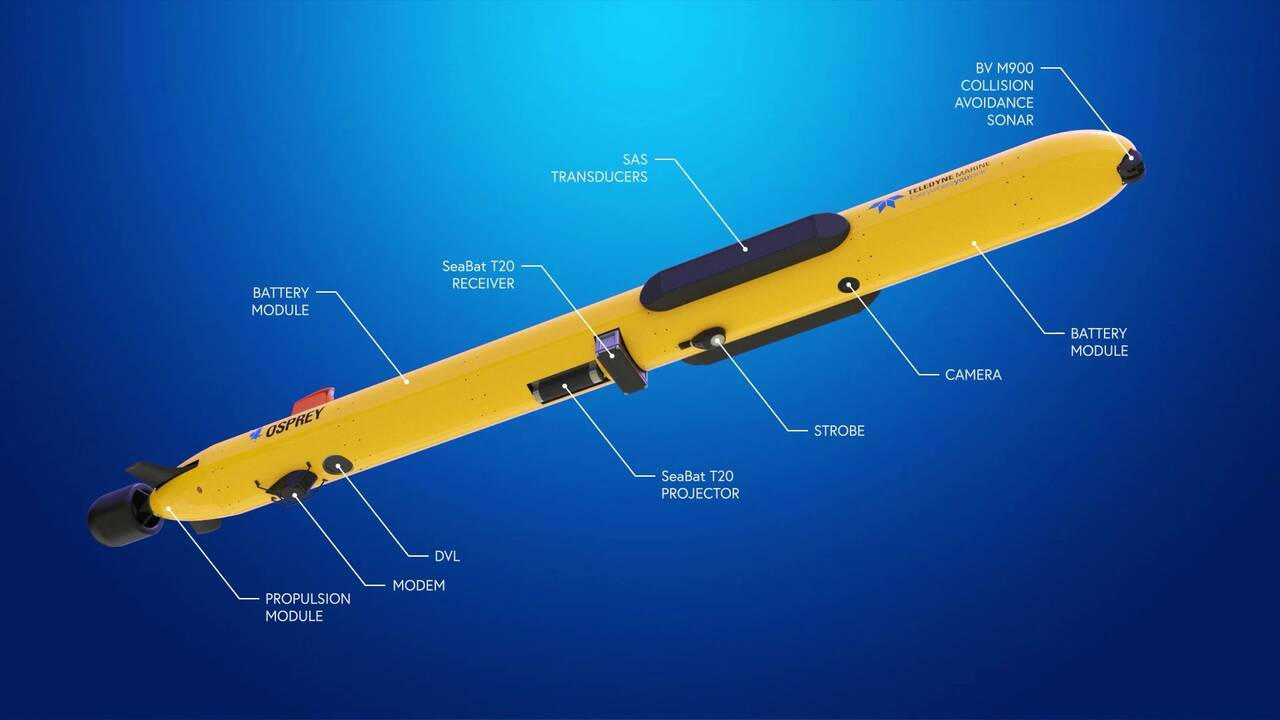 BV M900
COLLISION
AVOIDANCE
SONAR
SAS
TRANSDUCERS
TELEDYNE MARINE
Everywhereyoulook
SeaBat T20
RECEIVER
BATTERY
MODULE
BATTERY
MODULE
CAMERA
OSPREY
STROBE
SeaBat T20
PROJECTOR
DVL
MODEM
PROPULSION
MODULE